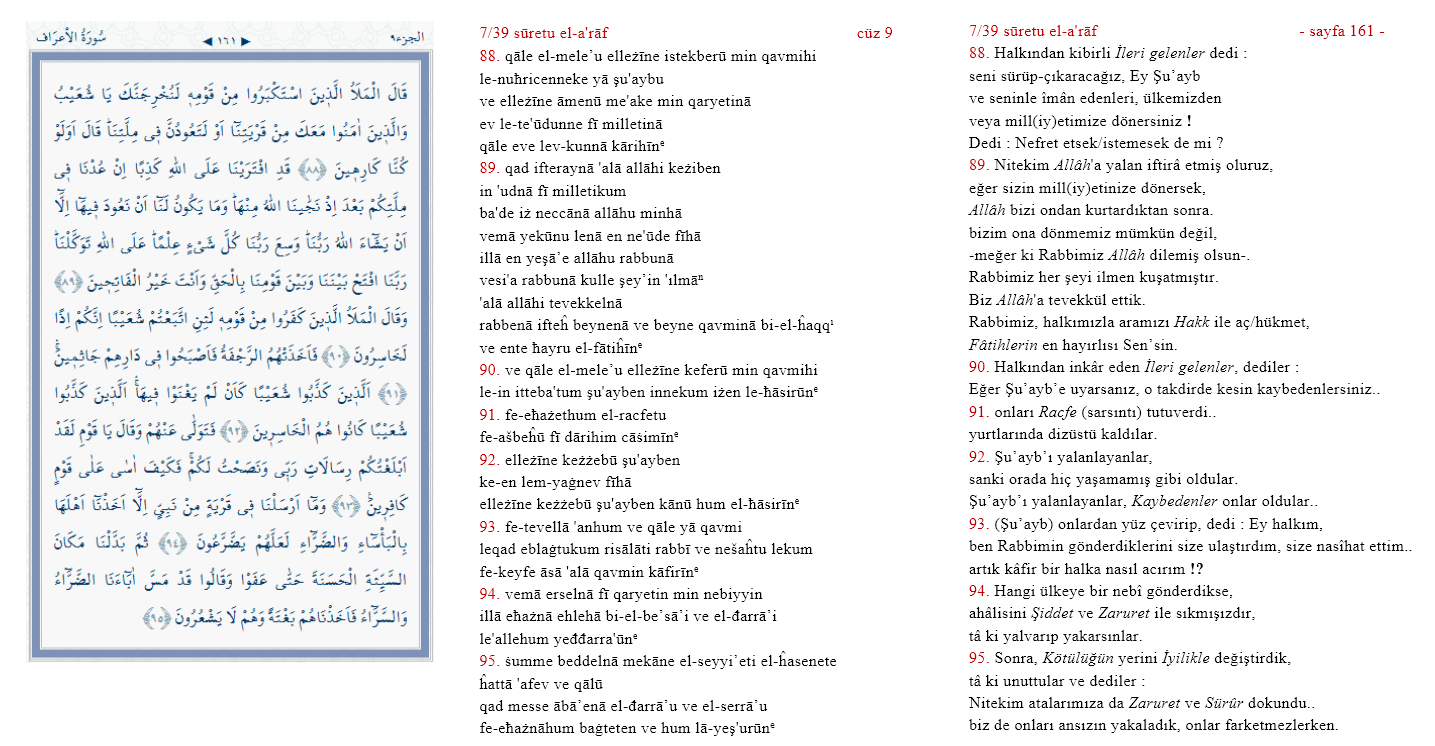 الجزء٩
◄ ١٦١ ►
سُورَةُ الْأَعْرَاف
قَالَ الْمَلَاُ الَّذٖينَ اسْتَكْبَرُوا مِنْ قَوْمِهٖ لَنُخْرِجَنَّكَ يَا شُعَيْبُ
وَالَّذٖينَ اٰمَنُوا مَعَكَ مِنْ قَرْيَتِنَٓا اَوْ لَتَعُودُنَّ فٖى مِلَّتِنَاؕ قَالَ اَوَلَوْ
كُنَّا كَارِهٖينَ ﴿٨٨﴾ قَدِ افْتَرَيْنَا عَلَى اللّٰهِ كَذِبًا اِنْ عُدْنَا فٖى
مِلَّتِكُمْ بَعْدَ اِذْ نَجّٰينَا اللّٰهُ مِنْهَاؕ وَمَا يَكُونُ لَنَٓا اَنْ نَعُودَ فٖيهَٓا اِلَّٓا
اَنْ يَشَٓاءَ اللّٰهُ رَبُّنَاؕ وَسِعَ رَبُّنَا كُلَّ شَیْءٍ عِلْمًاؕ عَلَى اللّٰهِ تَوَكَّلْنَاؕ
رَبَّنَا افْتَحْ بَيْنَنَا وَبَيْنَ قَوْمِنَا بِالْحَقِّ وَاَنْتَ خَيْرُ الْفَاتِحٖينَ ﴿٨٩﴾
وَقَالَ الْمَلَاُ الَّذٖينَ كَفَرُوا مِنْ قَوْمِهٖ لَئِنِ اتَّبَعْتُمْ شُعَيْبًا اِنَّكُمْ اِذًا
لَخَاسِرُونَ ﴿٩٠﴾ فَاَخَذَتْهُمُ الرَّجْفَةُ فَاَصْبَحُوا فٖى دَارِهِمْ جَاثِمٖينَۚ
﴿٩١﴾ اَلَّذٖينَ كَذَّبُوا شُعَيْبًا كَاَنْ لَمْ يَغْنَوْا فٖيهَاۚ اَلَّذٖينَ كَذَّبُوا
شُعَيْبًا كَانُوا هُمُ الْخَاسِرٖينَ ﴿٩٢﴾ فَتَوَلّٰى عَنْهُمْ وَقَالَ يَا قَوْمِ لَقَدْ
اَبْلَغْتُكُمْ رِسَالَاتِ رَبّٖى وَنَصَحْتُ لَكُمْۚ فَكَيْفَ اٰسٰى عَلٰى قَوْمٍ
كَافِرٖينَ۟ ﴿٩٣﴾ وَمَٓا اَرْسَلْنَا فٖى قَرْيَةٍ مِنْ نَبِىٍّ اِلَّٓا اَخَذْنَٓا اَهْلَهَا
بِالْبَاْسَٓاءِ وَالضَّرَّٓاءِ لَعَلَّهُمْ يَضَّرَّعُونَ ﴿٩٤﴾ ثُمَّ بَدَّلْنَا مَكَانَ
السَّيِّئَةِ الْحَسَنَةَ حَتّٰى عَفَوْا وَقَالُوا قَدْ مَسَّ اٰبَٓاءَنَا الضَّرَّٓاءُ
وَالسَّرَّٓاءُ فَاَخَذْنَاهُمْ بَغْتَةً وَهُمْ لَا يَشْعُرُونَ ﴿٩٥﴾
7/39 sūretu el-a'rāf cüz 9
88. qāle el-mele’u elleżīne istekberū min qavmihi
le-nuħricenneke yā şu'aybu
ve elleżīne āmenū me'ake min qaryetinā
ev le-te'ūdunne fī milletinā
qāle eve lev-kunnā kārihīnᵉ
89. qad ifteraynā 'alā allāhi keżiben
in 'udnā fī milletikum
ba'de iż neccānā allāhu minhā
vemā yekūnu lenā en ne'ūde fīhā
illā en yeşā’e allāhu rabbunā
vesi'a rabbunā kulle şey’in 'ılmāⁿ
'alā allāhi tevekkelnā
rabbenā ifteĥ beynenā ve beyne qavminā bi-el-ĥaqqⁱ
ve ente ħayru el-fātiĥīnᵉ
90. ve qāle el-mele’u elleżīne keferū min qavmihi
le-in itteba'tum şu'ayben innekum iżen le-ħāsirūnᵉ
91. fe-eħażethum el-racfetu
fe-ašbeĥū fī dārihim cāśimīnᵉ
92. elleżīne keżżebū şu'ayben
ke-en lem-yaġnev fīhā
elleżīne keżżebū şu'ayben kānū hum el-ħāsirīnᵉ
93. fe-tevellā 'anhum ve qāle yā qavmi
leqad eblaġtukum risālāti rabbī ve nešaĥtu lekum
fe-keyfe āsā 'alā qavmin kāfirīnᵉ
94. vemā erselnā fī qaryetin min nebiyyin
illā eħażnā ehlehā bi-el-be’sā’i ve el-đarrā’i
le'allehum yeđđarra'ūnᵉ
95. śumme beddelnā mekāne el-seyyi’eti el-ĥasenete
ĥattā 'afev ve qālū
qad messe ābā’enā el-đarrā’u ve el-serrā’u
fe-eħażnāhum baġteten ve hum lā-yeş'urūnᵉ
7/39 sūretu el-a'rāf - sayfa 161 -
88. Halkından kibirli İleri gelenler dedi :
seni sürüp-çıkaracağız, Ey Şu’ayb
ve seninle îmân edenleri, ülkemizden
veya mill(iy)etimize dönersiniz !
Dedi : Nefret etsek/istemesek de mi ?
89. Nitekim Allâh'a yalan iftirâ etmiş oluruz,
eğer sizin mill(iy)etinize dönersek,
Allâh bizi ondan kurtardıktan sonra.
bizim ona dönmemiz mümkün değil,
-meğer ki Rabbimiz Allâh dilemiş olsun-.
Rabbimiz her şeyi ilmen kuşatmıştır.
Biz Allâh'a tevekkül ettik.
Rabbimiz, halkımızla aramızı Hakk ile aç/hükmet,
Fâtihlerin en hayırlısı Sen’sin.
90. Halkından inkâr eden İleri gelenler, dediler :
Eğer Şu’ayb’e uyarsanız, o takdirde kesin kaybedenlersiniz..
91. onları Racfe (sarsıntı) tutuverdi..
yurtlarında dizüstü kaldılar.
92. Şu’ayb’ı yalanlayanlar,
sanki orada hiç yaşamamış gibi oldular.
Şu’ayb’ı yalanlayanlar, Kaybedenler onlar oldular..
93. (Şu’ayb) onlardan yüz çevirip, dedi : Ey halkım,
ben Rabbimin gönderdiklerini size ulaştırdım, size nasîhat ettim..
artık kâfir bir halka nasıl acırım !?
94. Hangi ülkeye bir nebî gönderdikse,
ahâlisini Şiddet ve Zaruret ile sıkmışızdır,
tâ ki yalvarıp yakarsınlar.
95. Sonra, Kötülüğün yerini İyilikle değiştirdik,
tâ ki unuttular ve dediler :
Nitekim atalarımıza da Zaruret ve Sürûr dokundu..
biz de onları ansızın yakaladık, onlar farketmezlerken.